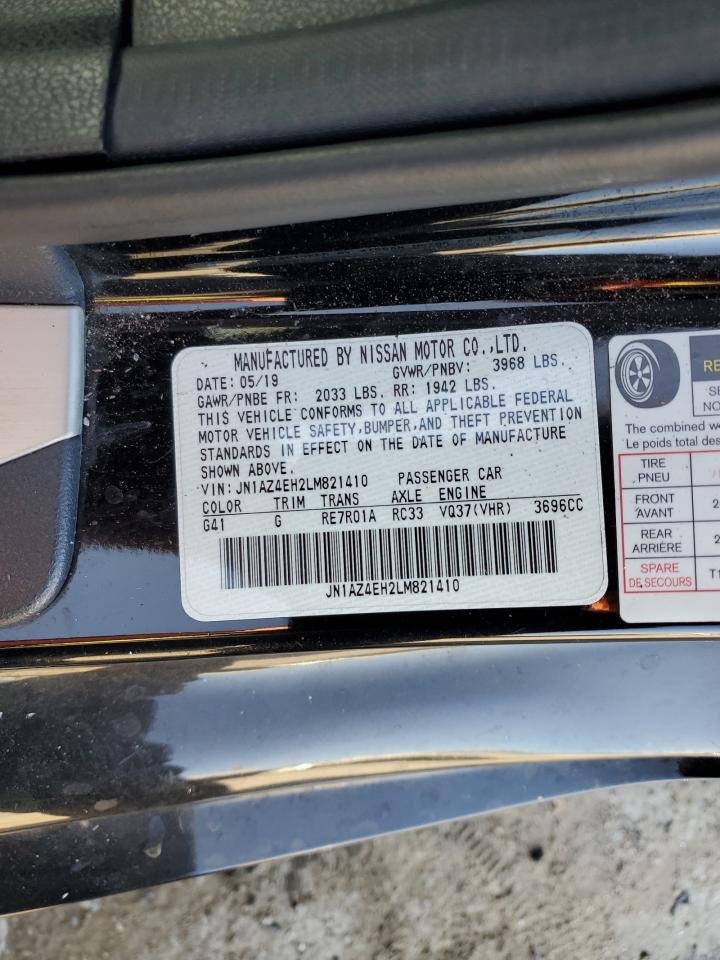 MANUFACTURED BY NISSAN MOTOR CO.,LTD.
DATE: 05/19 GVWR/PNBV: 3968 LBS.
GAWR/PNBE FR: 2033 LBS. RR: 1942 LBS.
THIS VEHICLE CONFORMS TO ALL APPLICABLE FEDERAL
MOTOR VEHICLE SAFETY,BUMPER,AND THEFT PREVENTION
STANDARDS IN EFFECT ON THE DATE OF MANUFACTURE
SHOWN ABOVE.
VIN: JN1AZ4EH2LM821410 PASSENGER CAR
COLOR TRIM TRANS AXLE ENGINE
G41 G RE7R01A RC33 VQ37(VHR) 3696CC
JN1AZ4EH2LM821410
The combined
Le poids total
TIRE
PNEU
FRONT
AVANT
REAR
ARRIÈRE
SPARE
DE SECOURS